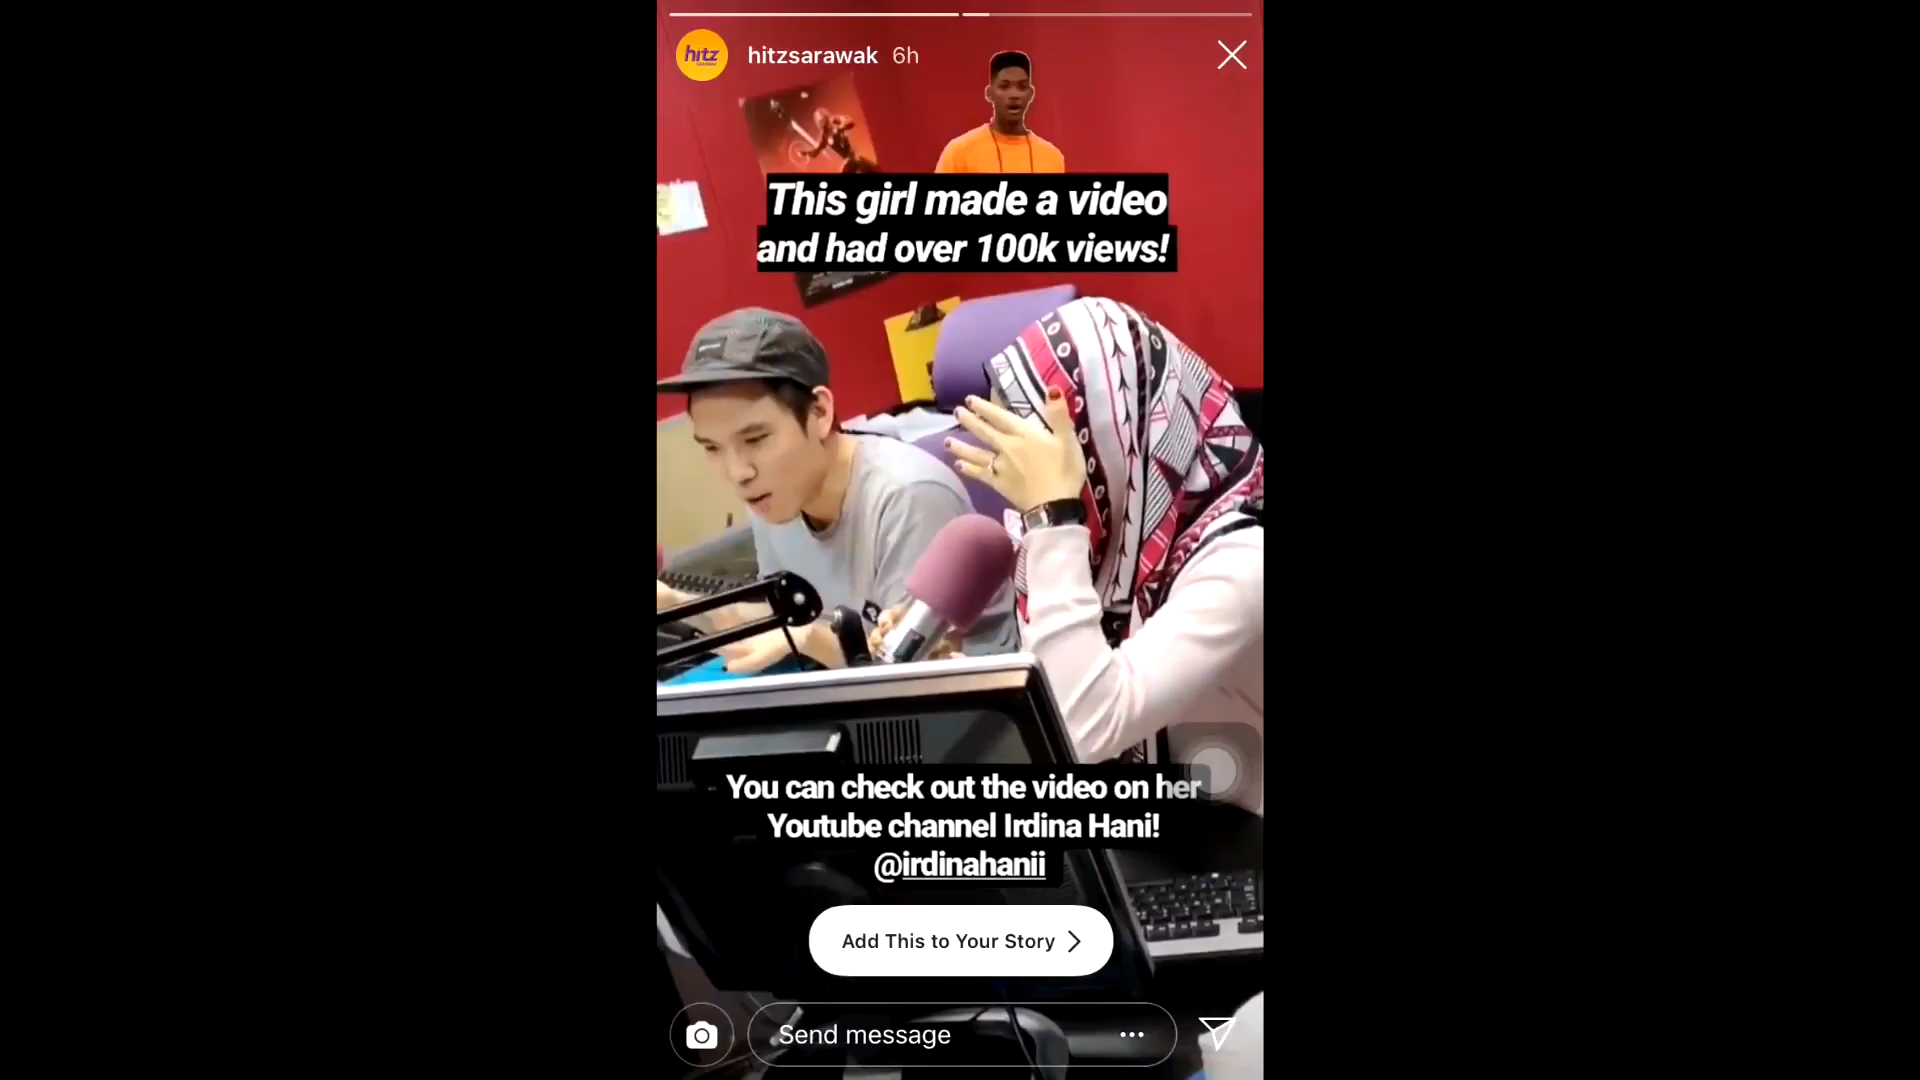 hitz
SARAWAK
hitzsarawak 6h
This girl made a video
and had over 100k views!
You can check out the video on her
Youtube channel Irdina Hani!
@irdinahanii
Add This to Your Story
Send message